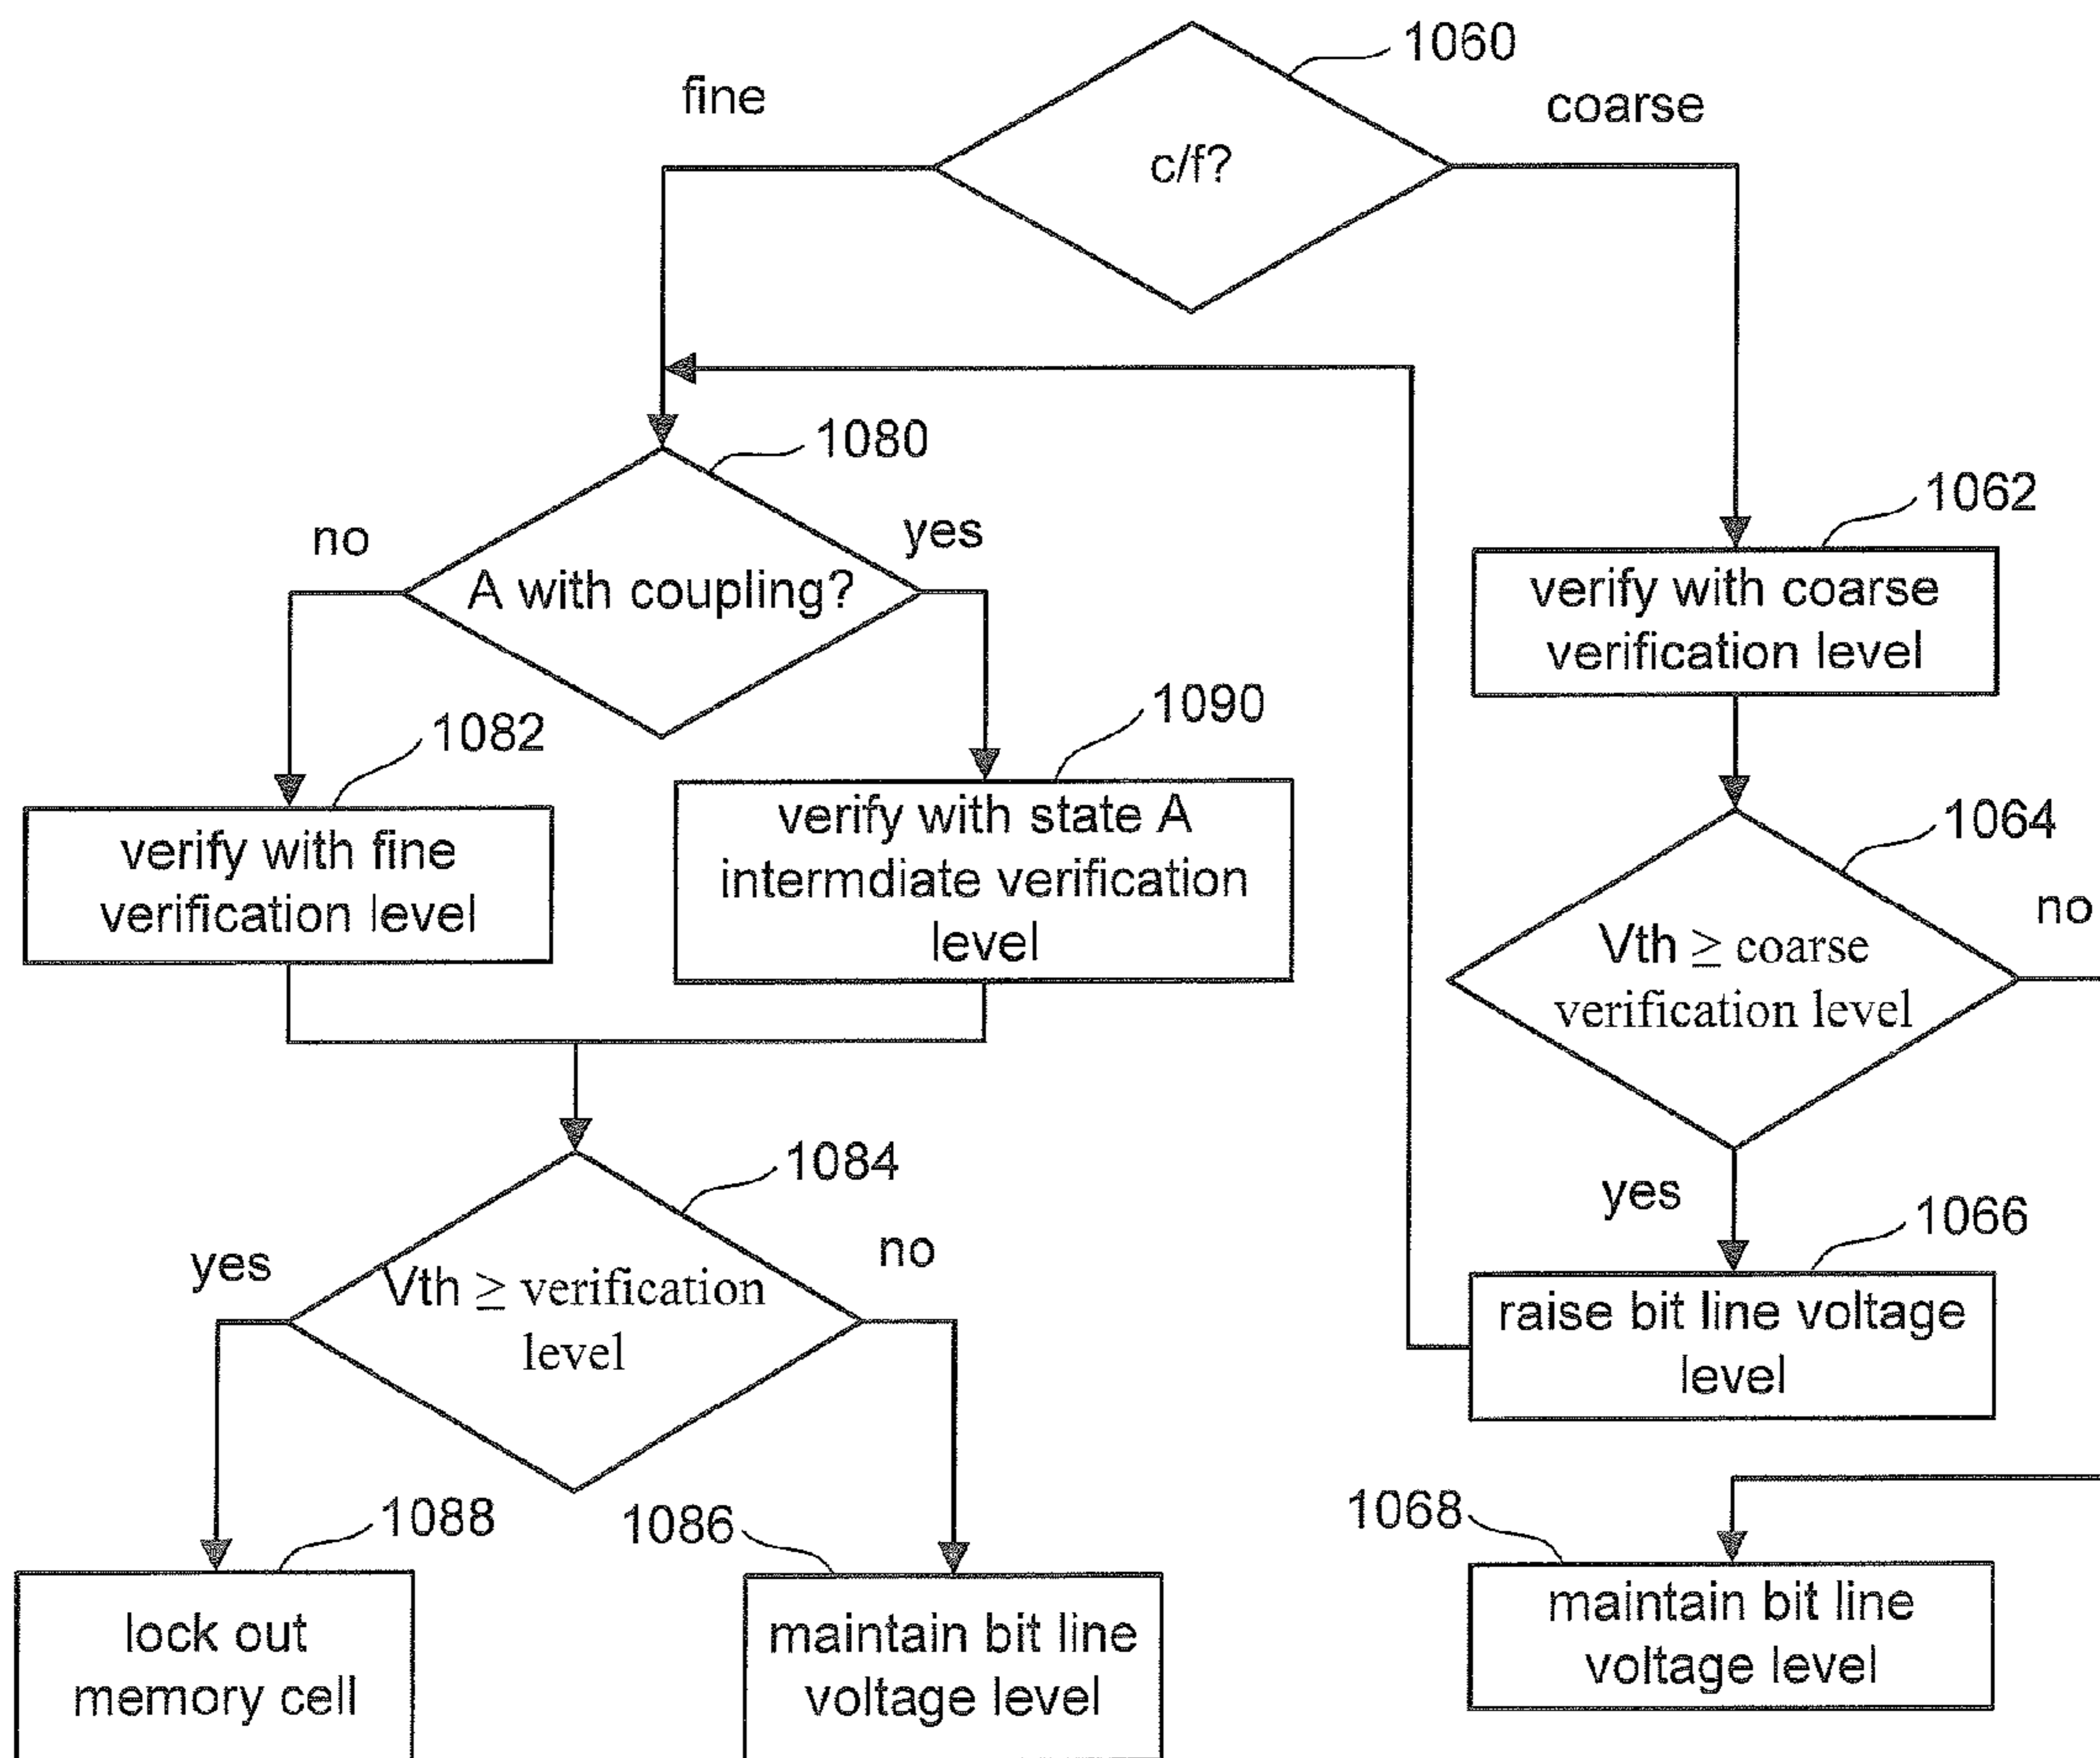 1060
fine
coarse
c/f?
1080
no
yes
A with coupling?
1062
verify with coarse
verification level
1082
1090
verify with fine
verification level
verify with state A
intermdiate verification
level
1064
no
Vth ≥ coarse
verification level
1084
yes
no
Vth ≥ verification
level
yes
1066
raise bit line voltage
level
1088
lock out
memory cell
1086
maintain bit line
voltage level
1068
maintain bit line
voltage level